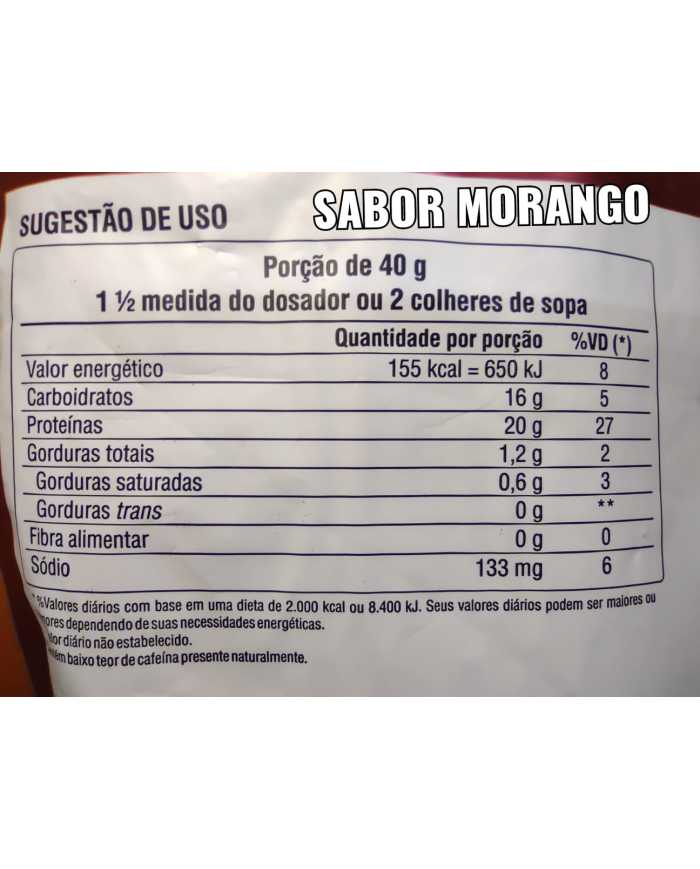 SUGESTÃO DE USO
SABOR MORANGO
Porção de 40 g
1 ½ medida do dosador ou 2 colheres de sopa
Quantidade por porção %VD (*)
Valor energético 155 kcal = 650 kJ 8
Carboidratos 16 g 5
Proteínas 20 g 27
Gorduras totais 1,2 g 2
Gorduras saturadas 0,6 g 3
Gorduras trans 0 g **
Fibra alimentar 0 g 0
Sódio 133 mg 6
*%Valores diários com base em uma dieta de 2.000 kcal ou 8.400 kJ. Seus valores diários podem ser maiores ou
dependendo de suas necessidades energéticas.
diário não estabelecido.
baixo teor de cafeína presente naturalmente.